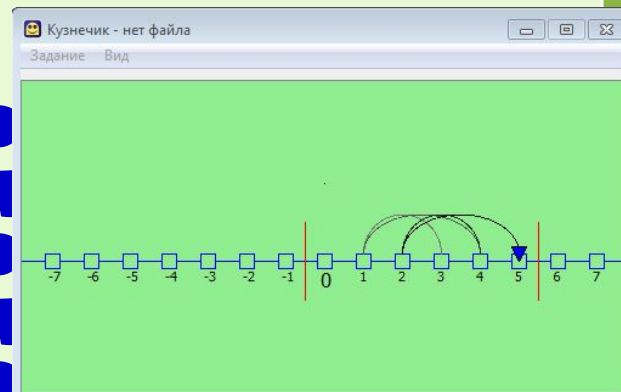 Кузнечик - нет файла
Задание Вид
-7 -6 -5 -4 -3 -2 -1 0 1 2 3 4 5 6 7